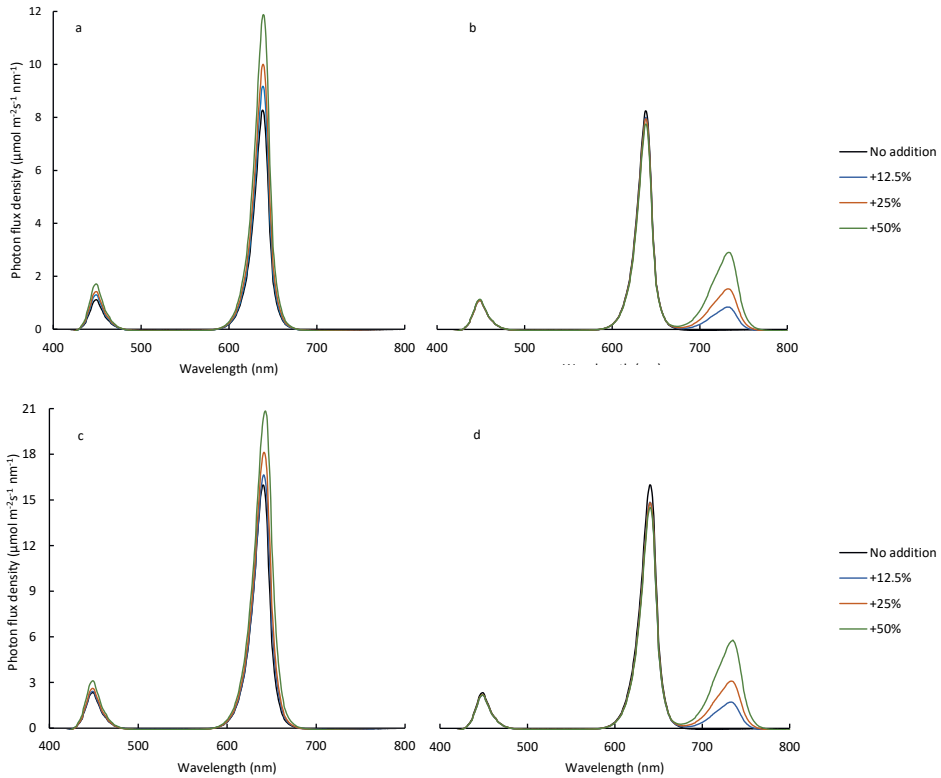 a
b
Photon flux density (µmol m⁻²s⁻¹ nm⁻¹)
12
10
8
6
4
2
0
400 500 600 700 800
400 500 600 700 800
Wavelength (nm)
No addition
+12.5%
+25%
+50%
c
d
Photon flux density (µmol m⁻²s⁻¹ nm⁻¹)
21
18
15
12
9
6
3
0
400 500 600 700 800
400 500 600 700 800
Wavelength (nm)
Wavelength (nm)
No addition
+12.5%
+25%
+50%